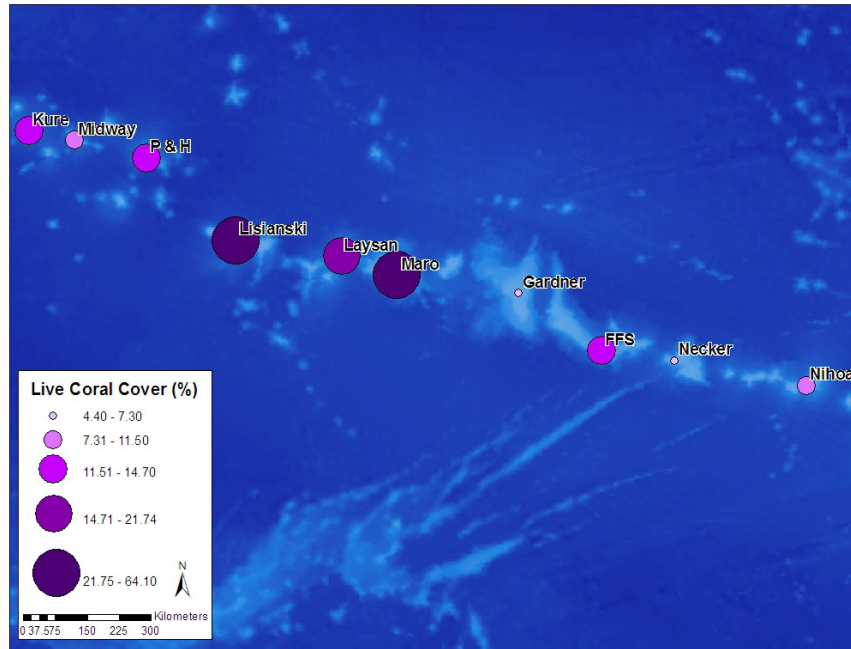 Kure
Midway
P & H
Lisianski
Laysan
Maro
Gardner
FFS
Necker
Nihoa
Live Coral Cover (%)
4.40 - 7.30
7.31 - 11.50
11.51 - 14.70
14.71 - 21.74
21.75 - 64.10
N
Kilometers
0 37.575 150 225 300